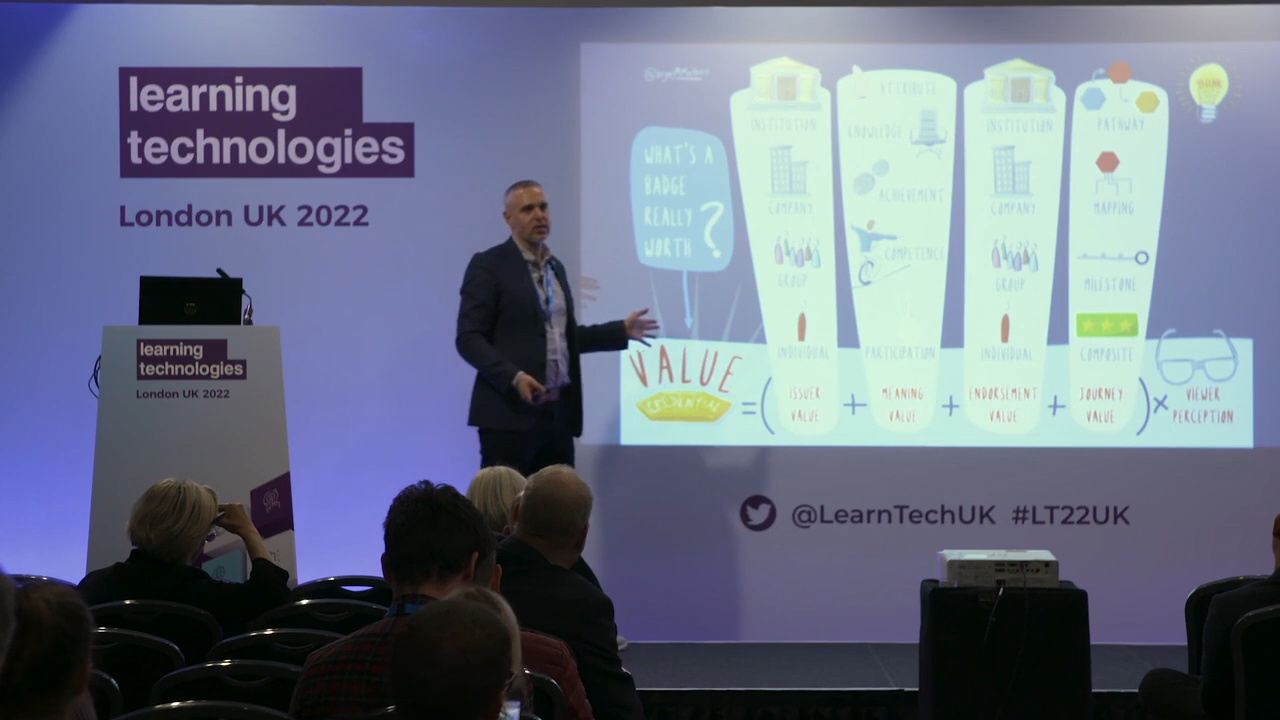 learning
technologies
London UK 2022
learning
technologies
London UK 2022
WHAT'S A
BADGE
REALLY
WORTH ?
INSTITUTION
COMPANY
GROUP
INDIVIDUAL
ATTRIBUTE
KNOWLEDGE
ACHIEVEMENT
COMPETENCE
PARTICIPATION
INSTITUTION
COMPANY
GROUP
INDIVIDUAL
PATHWAY
MAPPING
MILESTONE
COMPOSITE
VALUE
CREDENTIAL
= ( ISSUER
VALUE
+ MEANING
VALUE
+ ENDORSEMENT
VALUE
+ JOURNEY
VALUE )
× VIEWER
PERCEPTION
@LearnTechUK #LT22UK